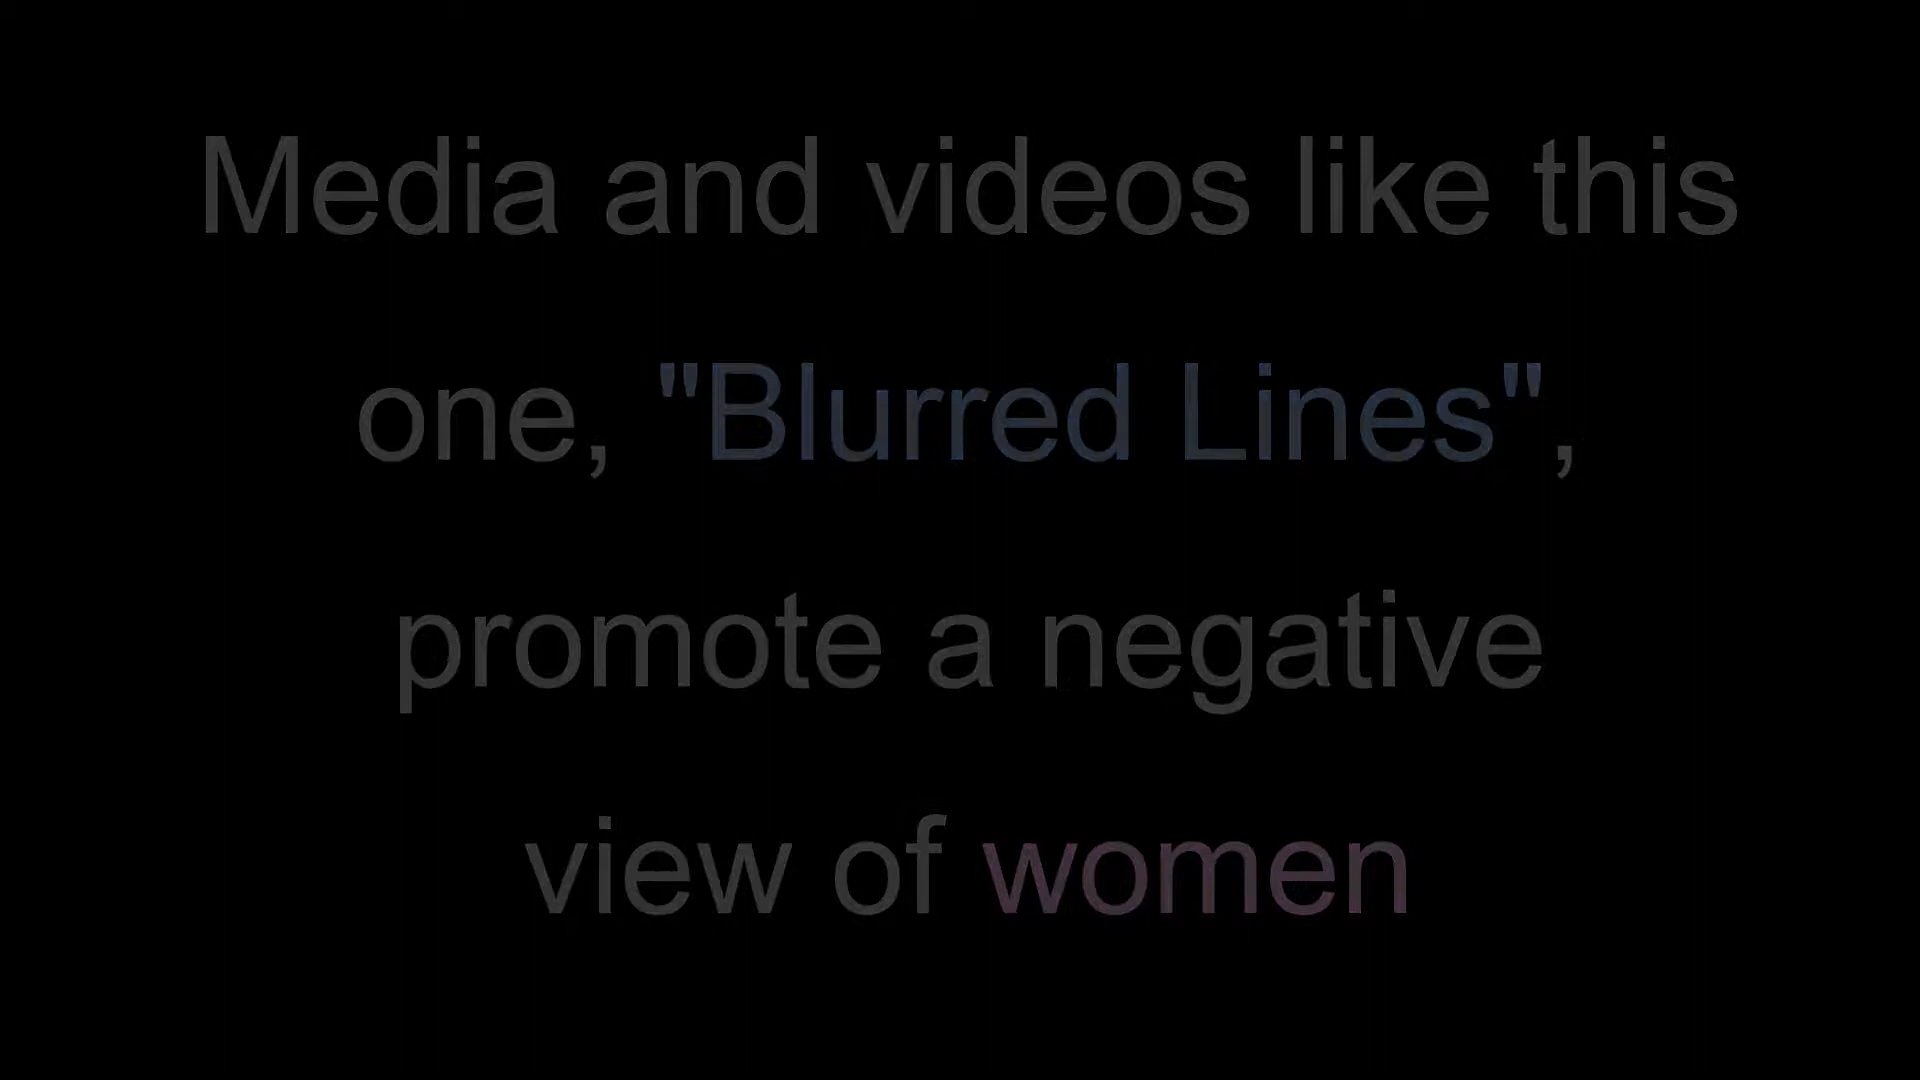 Media and videos like this
one, "Blurred Lines",
promote a negative
view of women